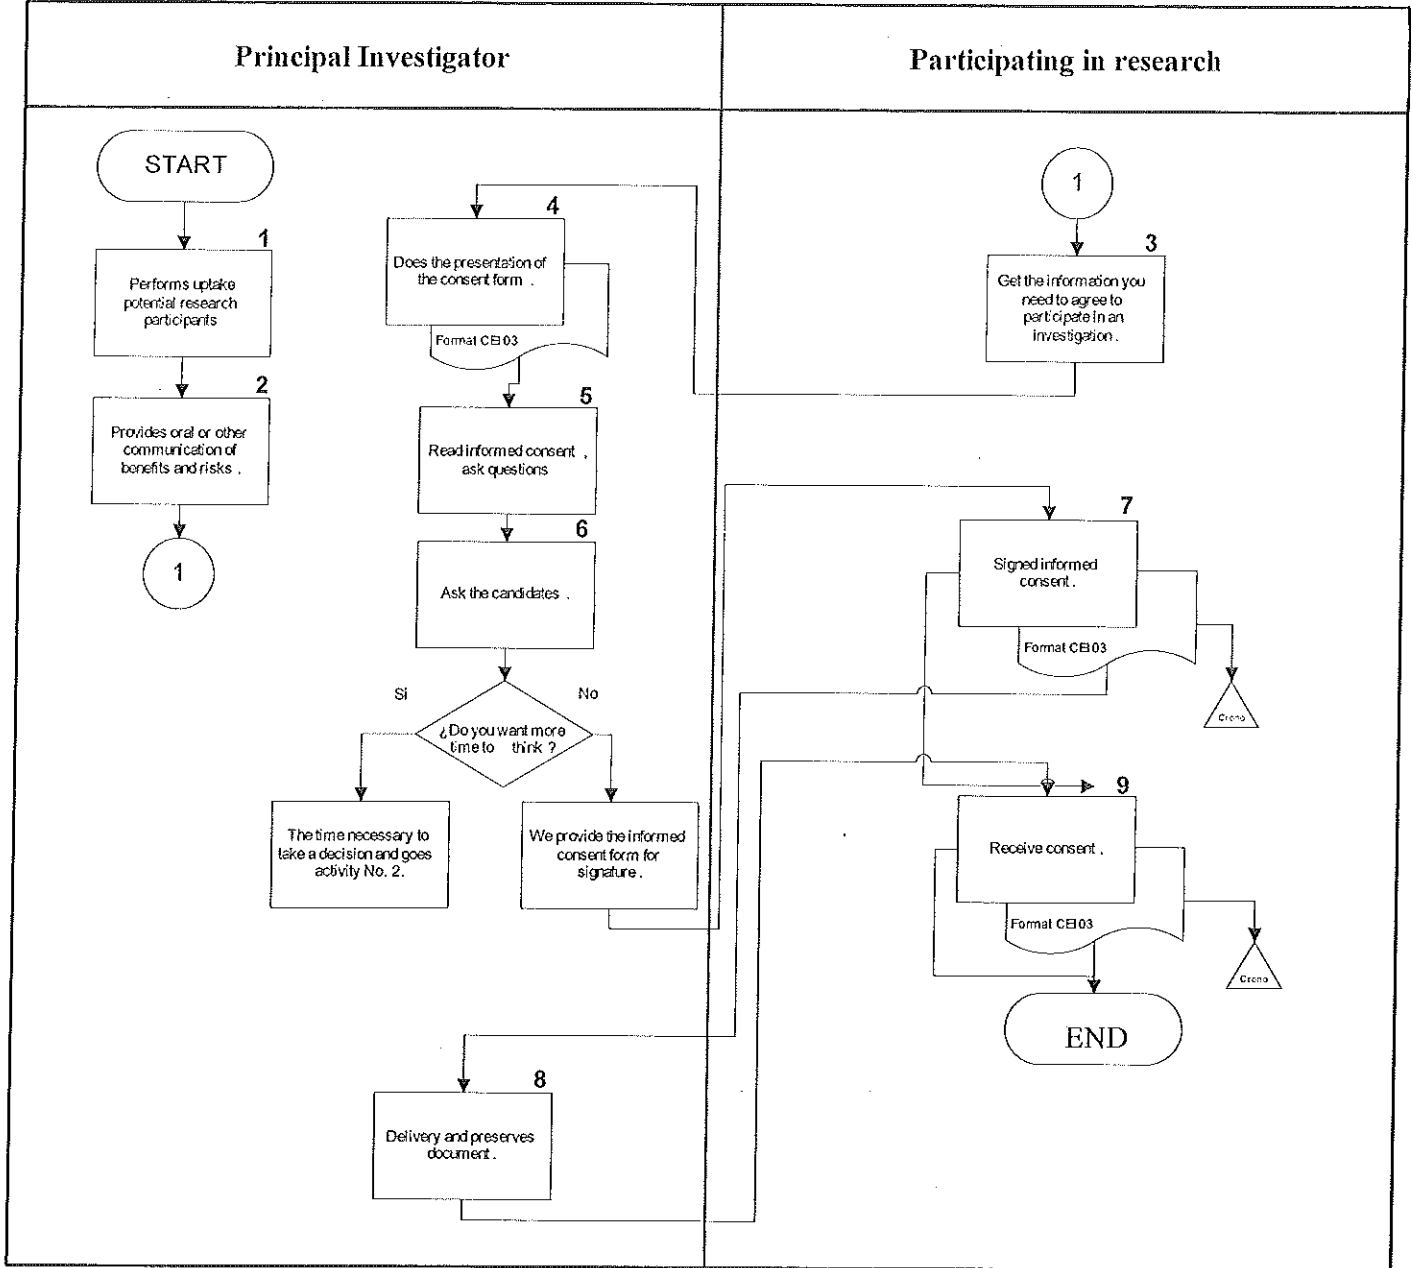 Principal Investigator
Participating in research
START
1
Performs uptake
potential research
participants
2
Provides oral or other
communication of
benefits and risks .
1
4
Does the presentation of
the consent form .
Format CEI 03
5
Read informed consent ,
ask questions
6
Ask the candidates .
Si
No
¿Do you want more
time to think ?
The time necessary to
take a decision and goes
activity No. 2.
We provide the informed
consent form for
signature .
8
Delivery and preserves
document .
1
3
Get the information you
need to agree to
participate in an
investigation .
7
Signed informed
consent .
Format CEI 03
Crono
9
Receive consent .
Format CEI 03
Crono
END